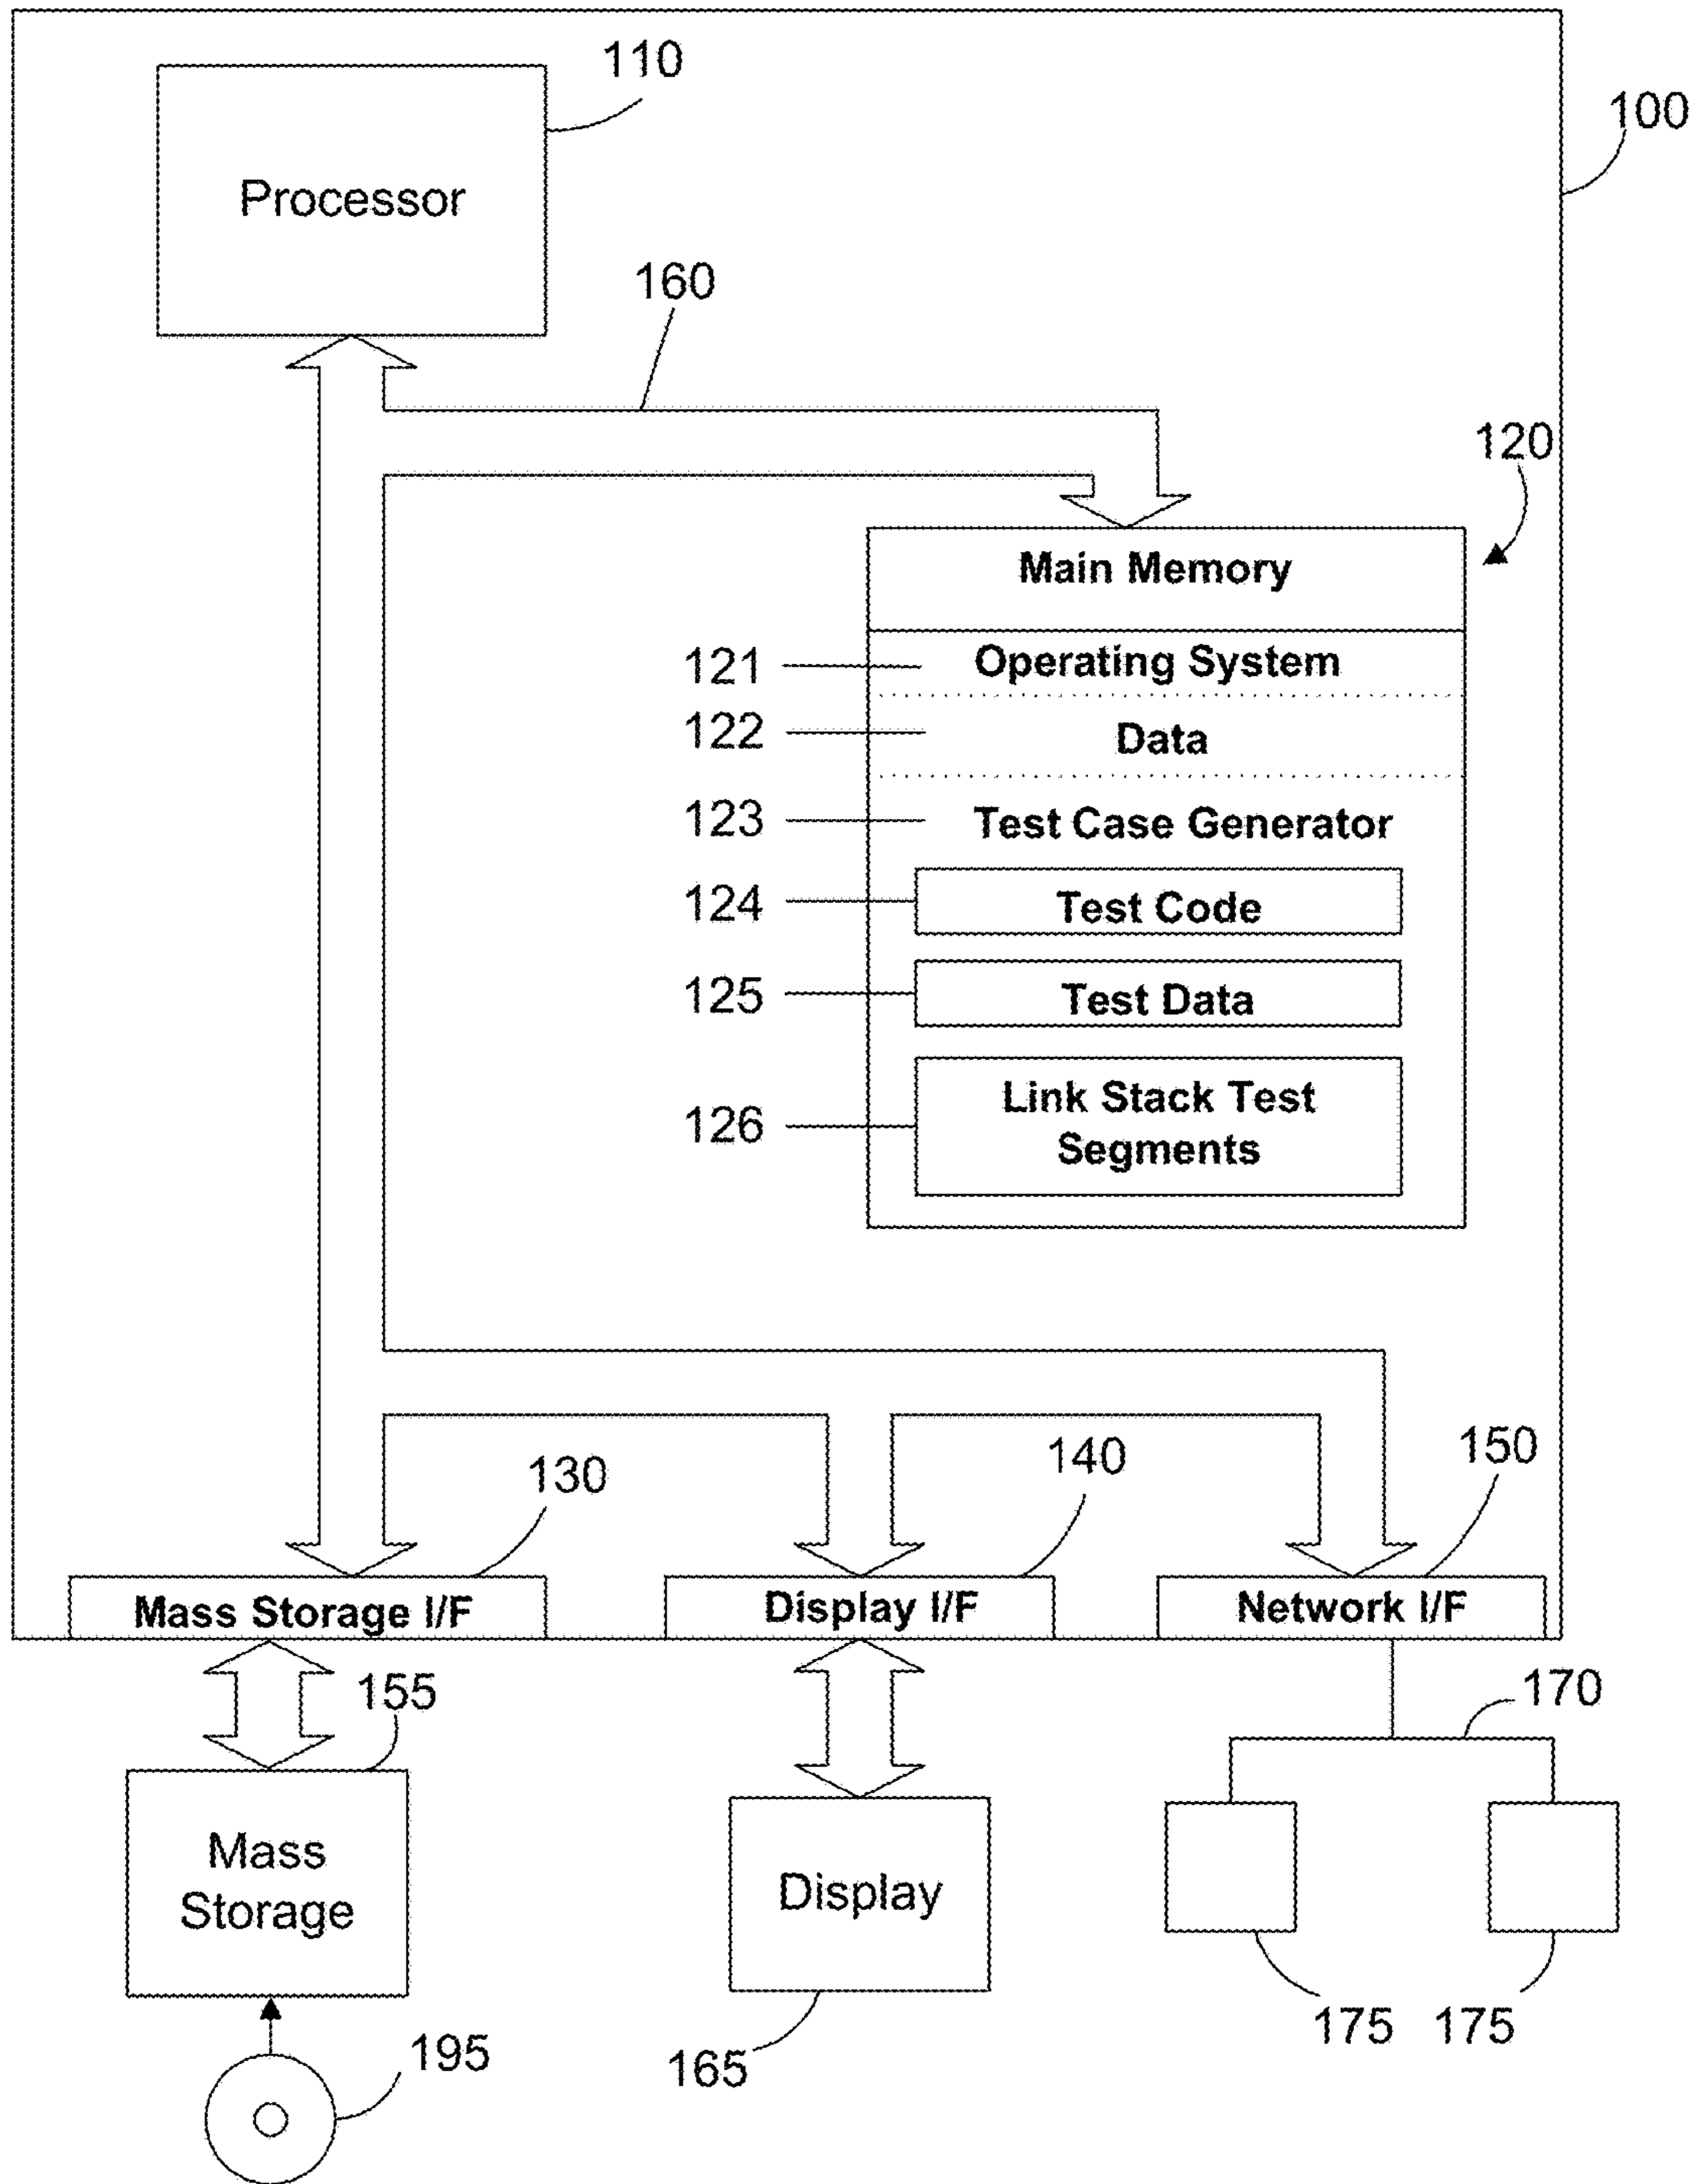 110
100
Processor
160
120
Main Memory
121
Operating System
122
Data
123
Test Case Generator
124
Test Code
125
Test Data
126
Link Stack Test
Segments
130
140
150
Mass Storage I/F
Display I/F
Network I/F
155
170
Mass
Storage
Display
175
175
195
165